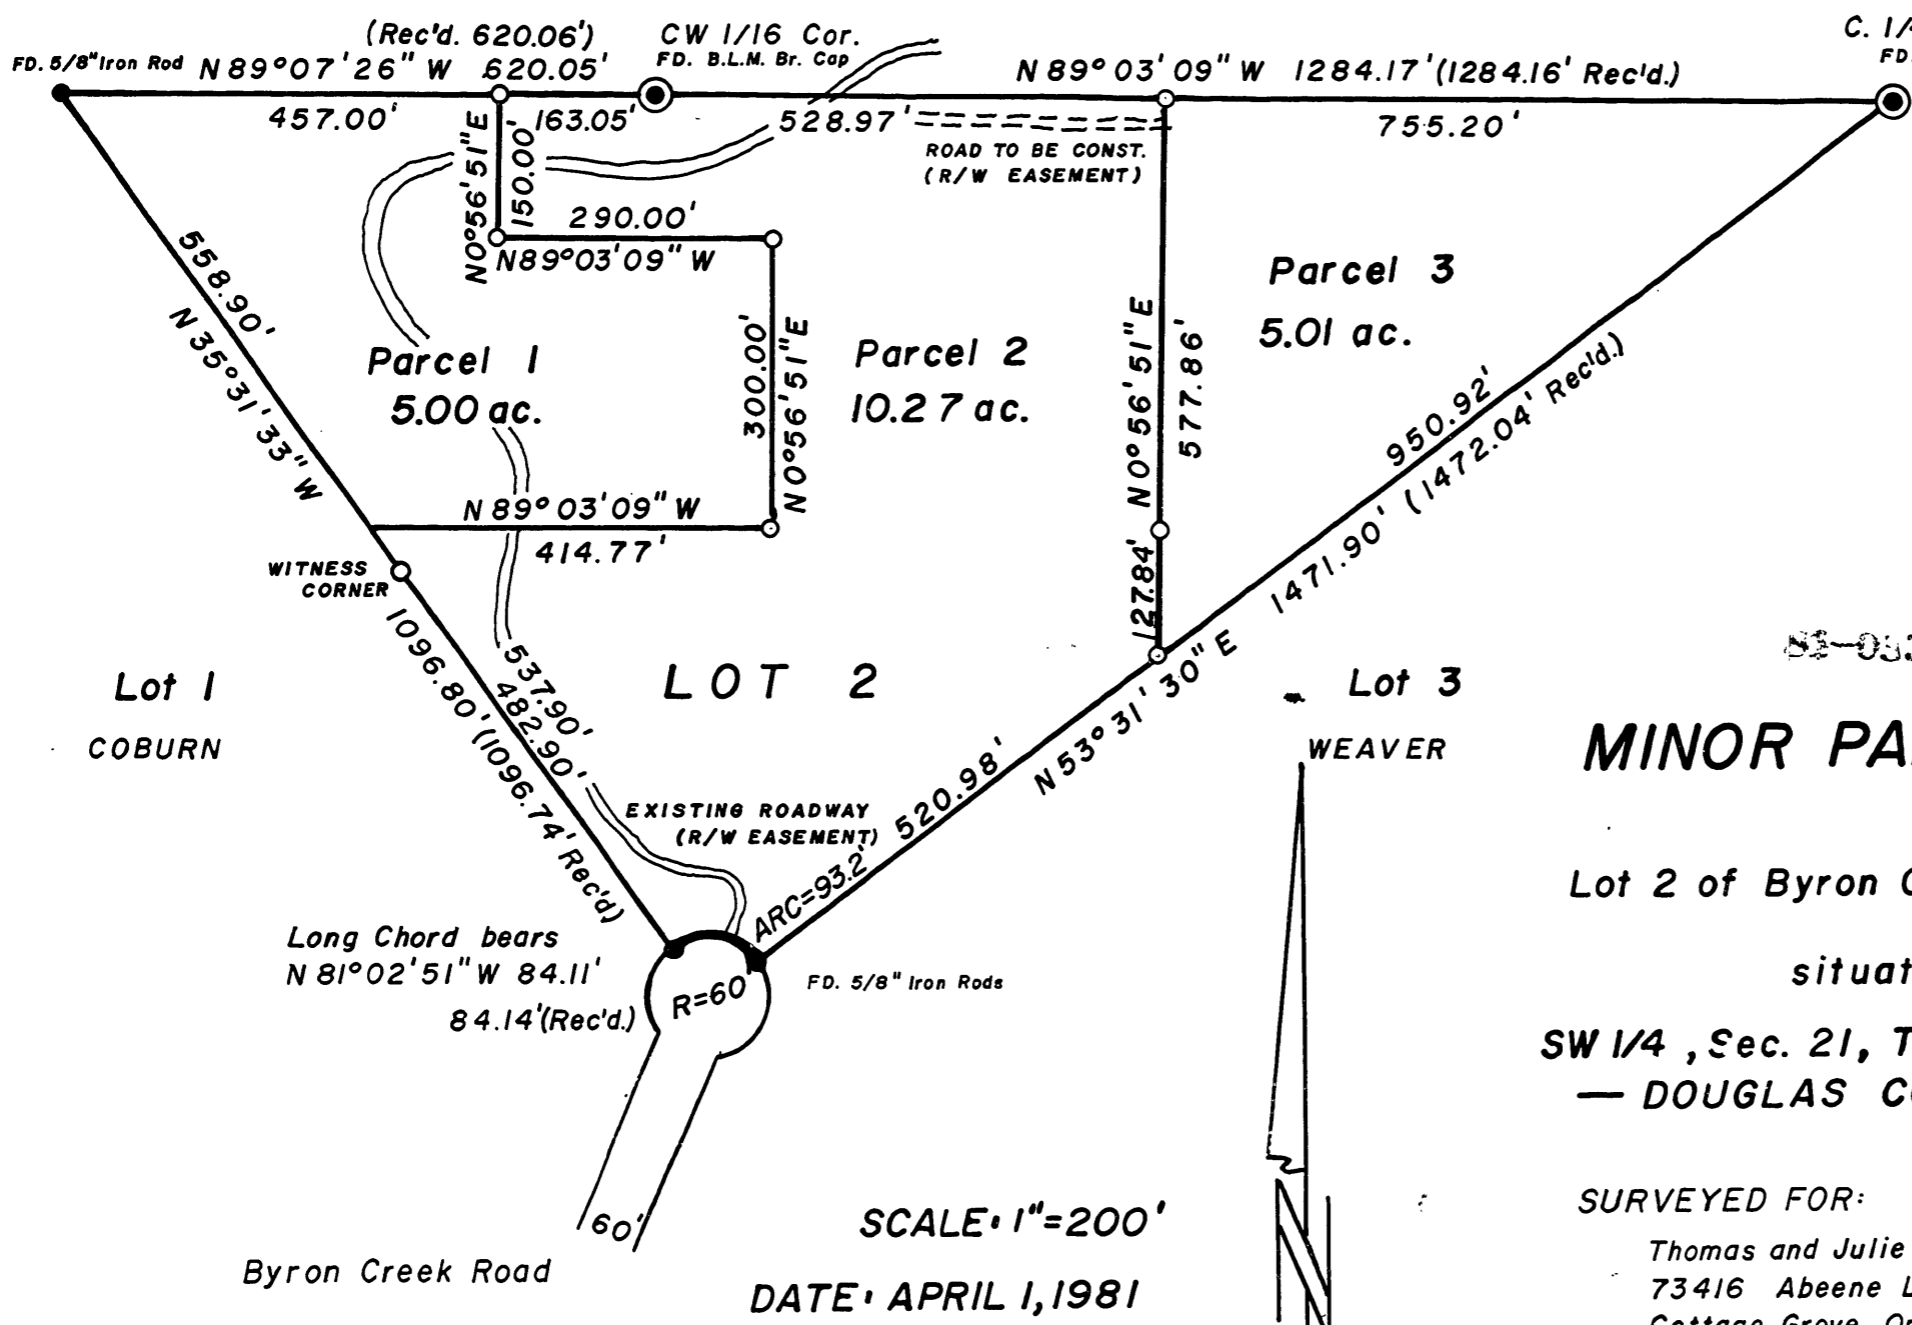 (Rec'd. 620.06')
CW 1/16 Cor.
C. 1/4
FD. 5/8" Iron Rod
N 89° 07' 26" W 620.05'
FD. B.L.M. Br. Cap
N 89° 03' 09" W 1284.17' (1284.16' Rec'd.)
FD.
457.00'
163.05'
528.97'
755.20'
ROAD TO BE CONST.
(R/W EASEMENT)
N0°56'51"E
150.00'
290.00'
N89°03'09" W
558.90'
N 35° 31' 33" W
300.00'
N0°56'51"E
Parcel 1
5.00 ac.
Parcel 2
10.27 ac.
N0°56'51"E
577.86'
Parcel 3
5.01 ac.
950.92'
1471.90' (1472.04' Rec'd.)
N 89° 03' 09" W
414.77'
127.84'
WITNESS
CORNER
1096.80' (1096.74' Rec'd)
537.90'
482.90'
Lot 1
COBURN
LOT 2
N 53° 31' 30" E
520.98'
Lot 3
WEAVER
MINOR PA
EXISTING ROADWAY
(R/W EASEMENT)
ARC=93.2'
Lot 2 of Byron C
Long Chord bears
N 81° 02' 51" W 84.11'
84.14' (Rec'd.)
R=60'
FD. 5/8" Iron Rods
situat
SW 1/4 , Sec. 21, T
— DOUGLAS CO
60'
Byron Creek Road
SCALE: 1"=200'
DATE: APRIL 1, 1981
SURVEYED FOR:
Thomas and Julie
73416 Abeene L
Cottage Grove, Or